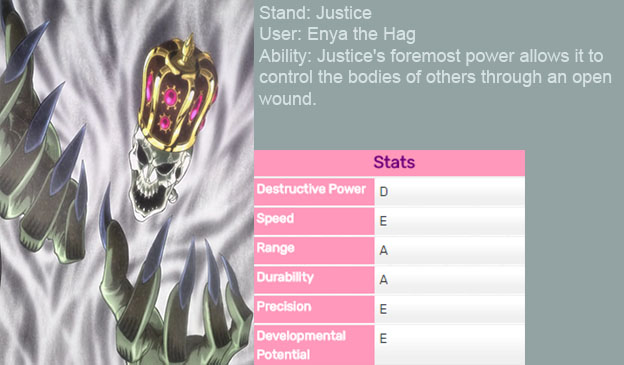 Stand: Justice
User: Enya the Hag
Ability: Justice's foremost power allows it to
control the bodies of others through an open
wound.
Stats
Destructive Power D
Speed E
Range A
Durability A
Precision E
Developmental
Potential E